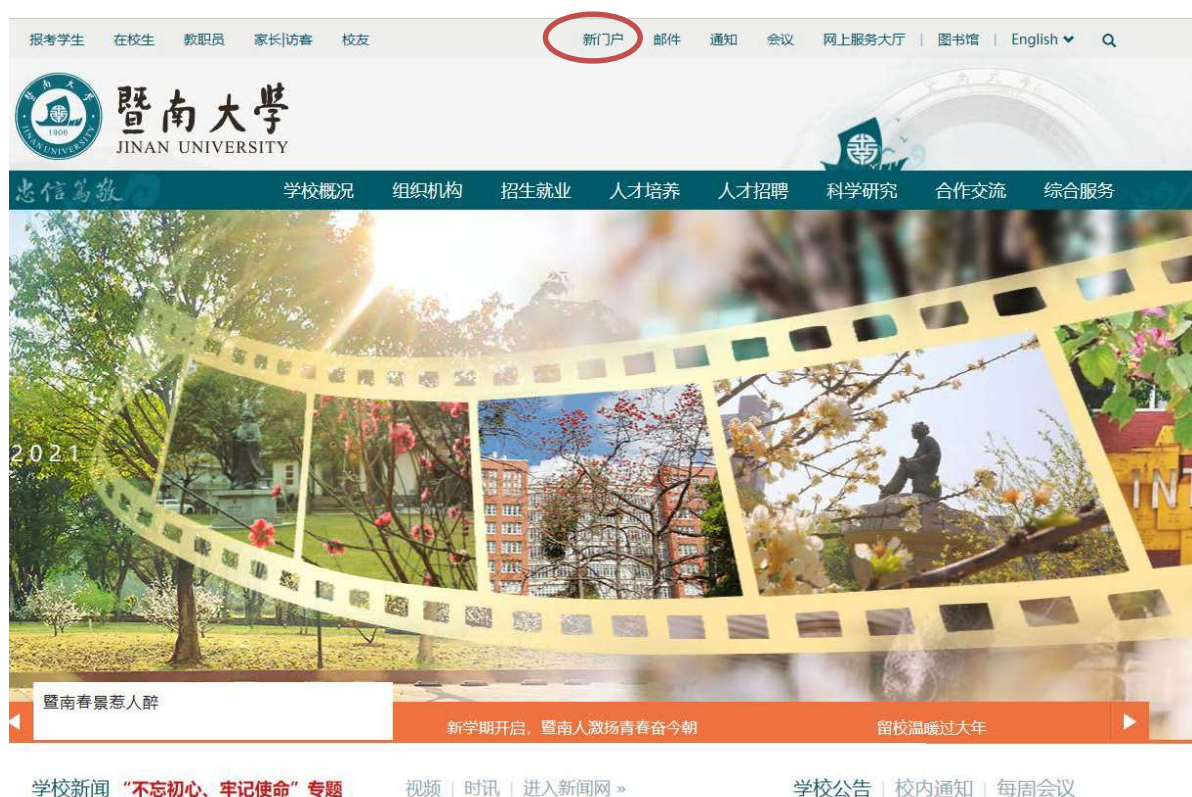 报考学生 在校生 教职员 家长|访客 校友 新门户 邮件 通知 会议 网上服务大厅 | 图书馆 | English
暨南大學
JINAN UNIVERSITY
1906
忠信笃敬 学校概况 组织机构 招生就业 人才培养 人才招聘 科学研究 合作交流 综合服务
2021
IN
暨南春景惹人醉
新学期开启，暨南人激扬青春奋今朝 留校温暖过大年
学校新闻 “不忘初心、牢记使命”专题 视频 | 时讯 | 进入新闻网 » 学校公告 | 校内通知 | 每周会议